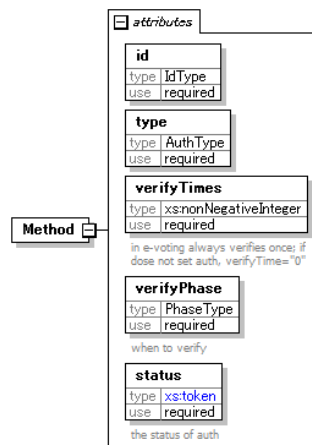 attributes
id
type IdType
use required
type
type AuthType
use required
verifyTimes
type xs:nonNegativeInteger
use required
in e-voting always verifies once; if
dose not set auth, verifyTime="0"
Method
verifyPhase
type PhaseType
use required
when to verify
status
type xs:token
use required
the status of auth